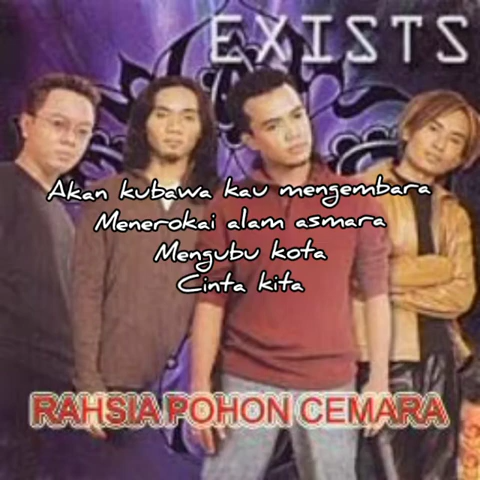 EXISTS
Akan kubawa kau mengembara
Menerokai alam asmara
Mengubu kota
Cinta kita
RAHSIA POHON CEMARA